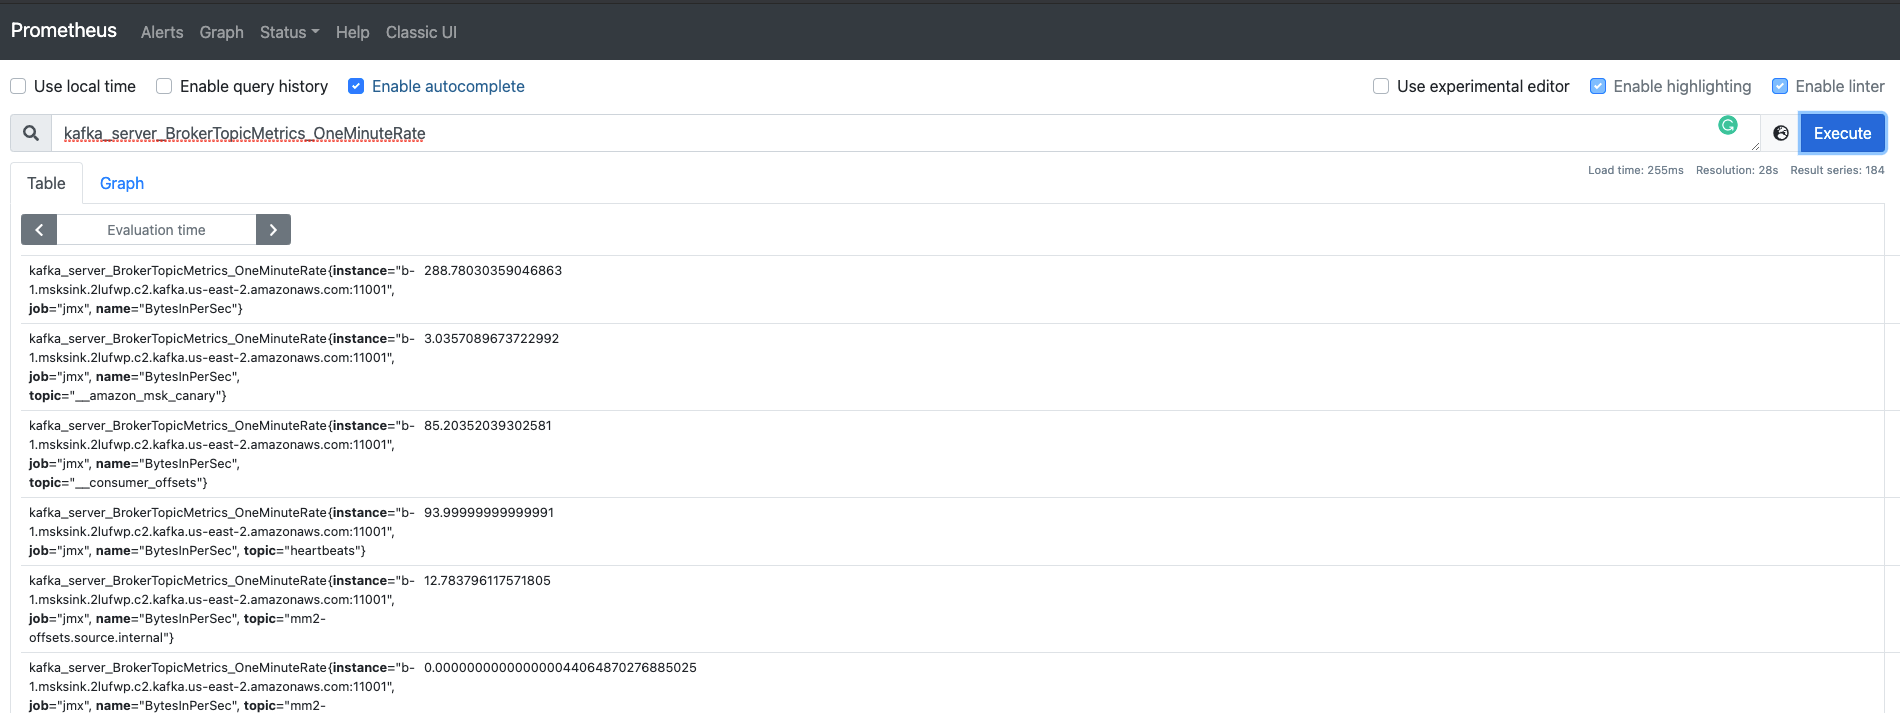 Prometheus Alerts Graph Status Help Classic UI
Use local time Enable query history Enable autocomplete Use experimental editor Enable highlighting Enable linter
kafka_server_BrokerTopicMetrics_OneMinuteRate Execute
Load time: 255ms Resolution: 28s Result series: 184
Table Graph
Evaluation time
kafka_server_BrokerTopicMetrics_OneMinuteRate{instance="b- 288.78030359046863
1.msksink.2lufwp.c2.kafka.us-east-2.amazonaws.com:11001",
job="jmx", name="BytesInPerSec"}
kafka_server_BrokerTopicMetrics_OneMinuteRate{instance="b- 3.0357089673722992
1.msksink.2lufwp.c2.kafka.us-east-2.amazonaws.com:11001",
job="jmx", name="BytesInPerSec",
topic="__amazon_msk_canary"}
kafka_server_BrokerTopicMetrics_OneMinuteRate{instance="b- 85.20352039302581
1.msksink.2lufwp.c2.kafka.us-east-2.amazonaws.com:11001",
job="jmx", name="BytesInPerSec",
topic="__consumer_offsets"}
kafka_server_BrokerTopicMetrics_OneMinuteRate{instance="b- 93.99999999999991
1.msksink.2lufwp.c2.kafka.us-east-2.amazonaws.com:11001",
job="jmx", name="BytesInPerSec", topic="heartbeats"}
kafka_server_BrokerTopicMetrics_OneMinuteRate{instance="b- 12.783796117571805
1.msksink.2lufwp.c2.kafka.us-east-2.amazonaws.com:11001",
job="jmx", name="BytesInPerSec", topic="mm2-
offsets.source.internal"}
kafka_server_BrokerTopicMetrics_OneMinuteRate{instance="b- 0.000000000000000044064870276885025
1.msksink.2lufwp.c2.kafka.us-east-2.amazonaws.com:11001",
job="jmx", name="BytesInPerSec", topic="mm2-